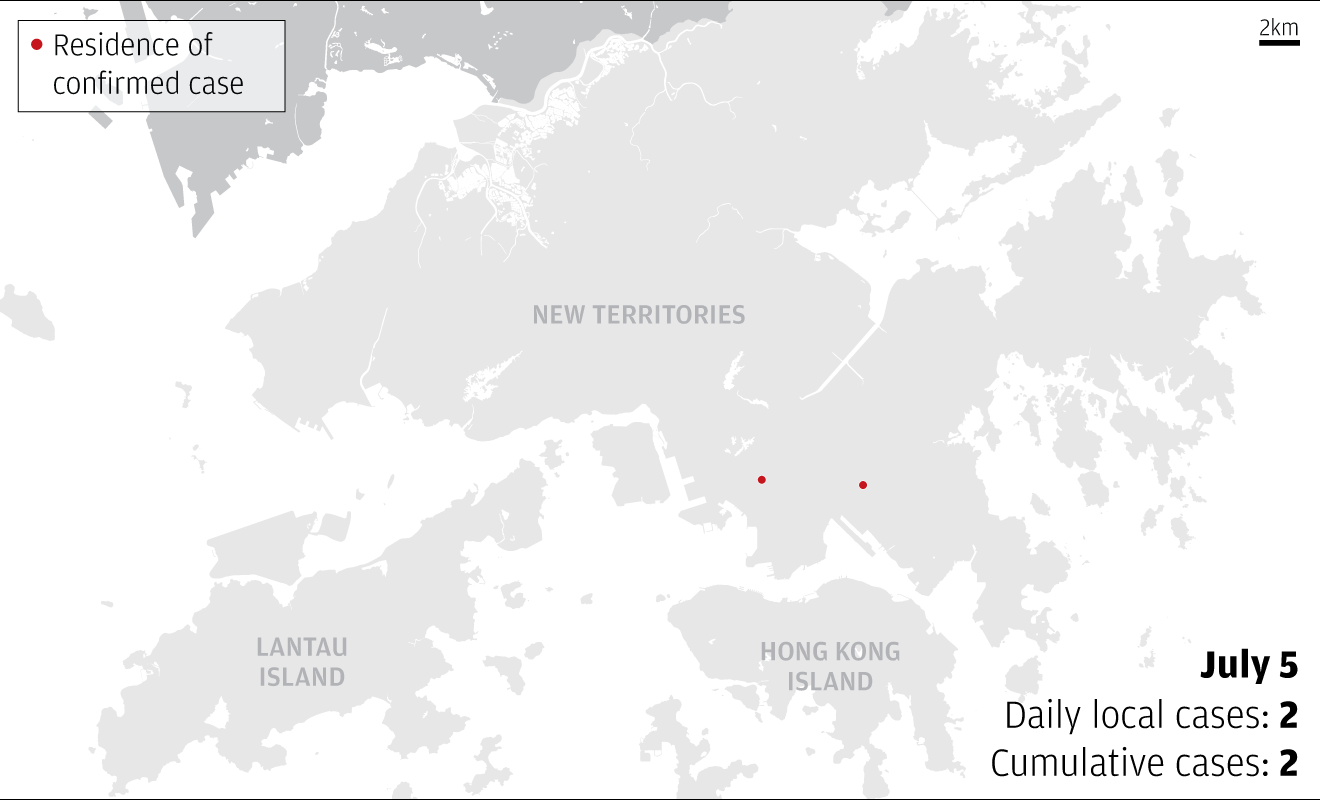 Residence of
confirmed case
2km
NEW TERRITORIES
LANTAU
ISLAND
HONG KONG
ISLAND
July 5
Daily local cases: 2
Cumulative cases: 2